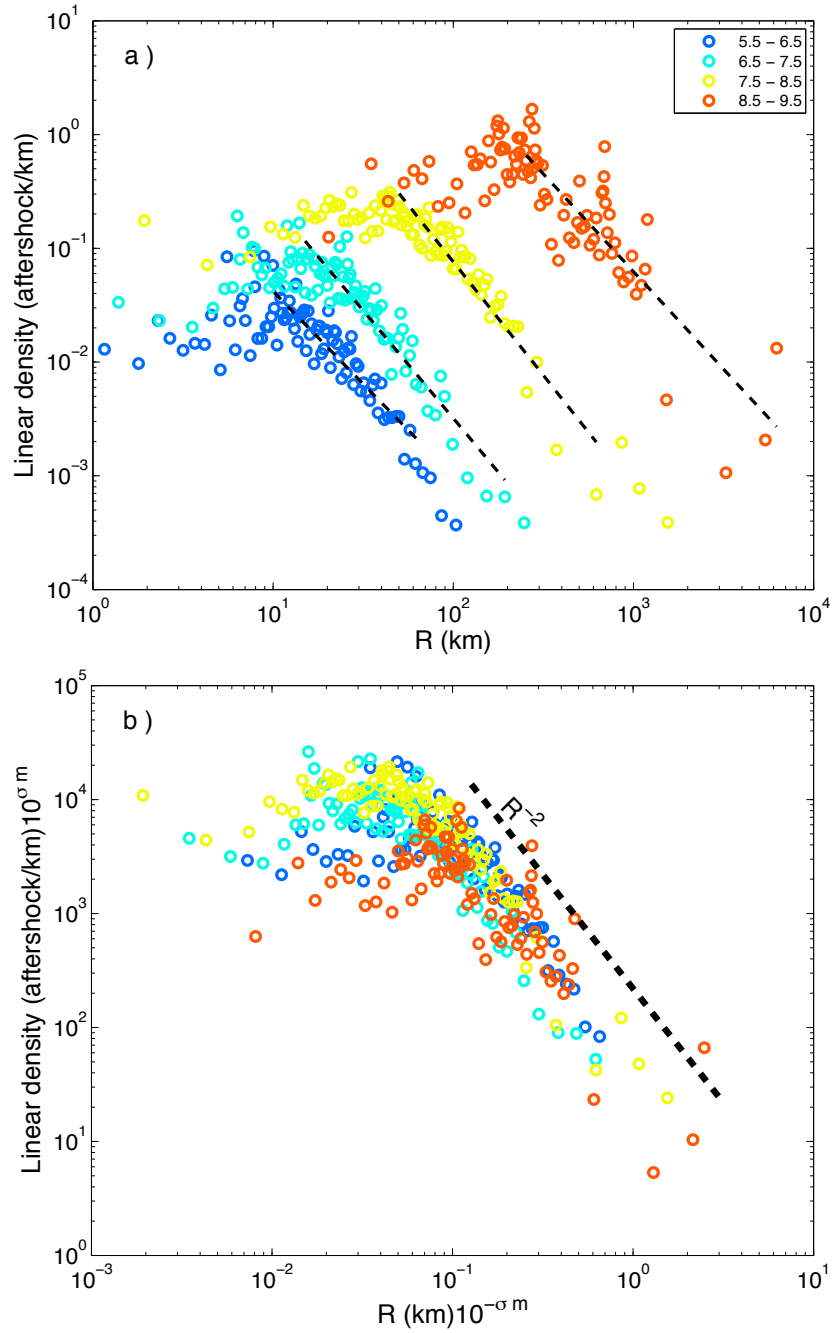 a )
5.5 – 6.5
6.5 – 7.5
7.5 – 8.5
8.5 – 9.5
Linear density (aftershock/km)
10^1
10^0
10^−1
10^−2
10^−3
10^−4
10^0
10^1
10^2
10^3
10^4
R (km)
b )
R^−2
Linear density (aftershock/km)10^σ m
10^5
10^4
10^3
10^2
10^1
10^0
10^−3
10^−2
10^−1
10^0
10^1
R (km)10^−σ m